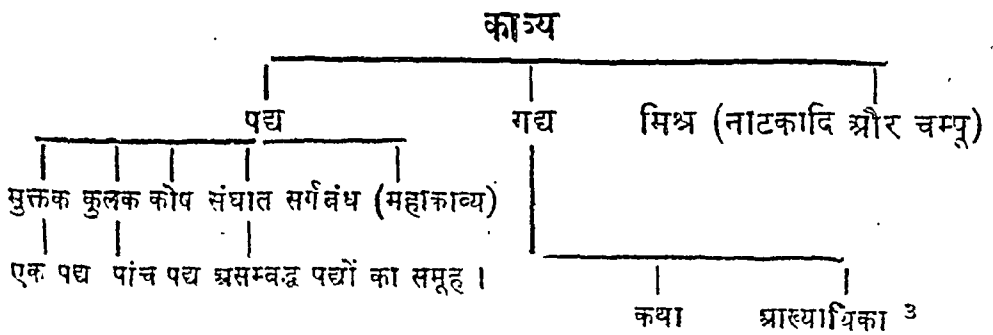 काव्य
पद्य गद्य मिश्र (नाटकादि और चम्पू)
मुक्तक कुलक कोष संघात सर्गबंध (महाकाव्य)
एक पद्य पांच पद्य असम्बद्ध पद्यों का समूह ।
कथा आख्यायिका ³